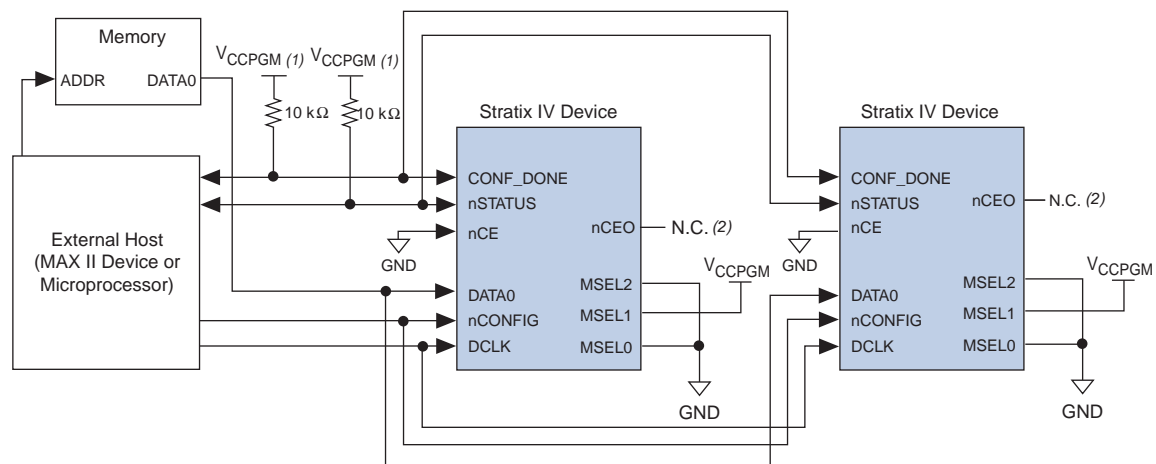 Memory
ADDR DATA0
VCCPGM (1) VCCPGM (1)
10 kΩ 10 kΩ
External Host
(MAX II Device or
Microprocessor)
Stratix IV Device
CONF_DONE
nSTATUS
nCE
nCEO N.C. (2)
GND
DATA0
nCONFIG
DCLK
MSEL2
MSEL1
MSEL0
VCCPGM
GND
Stratix IV Device
CONF_DONE
nSTATUS
nCE
nCEO N.C. (2)
GND
DATA0
nCONFIG
DCLK
MSEL2
MSEL1
MSEL0
VCCPGM
GND